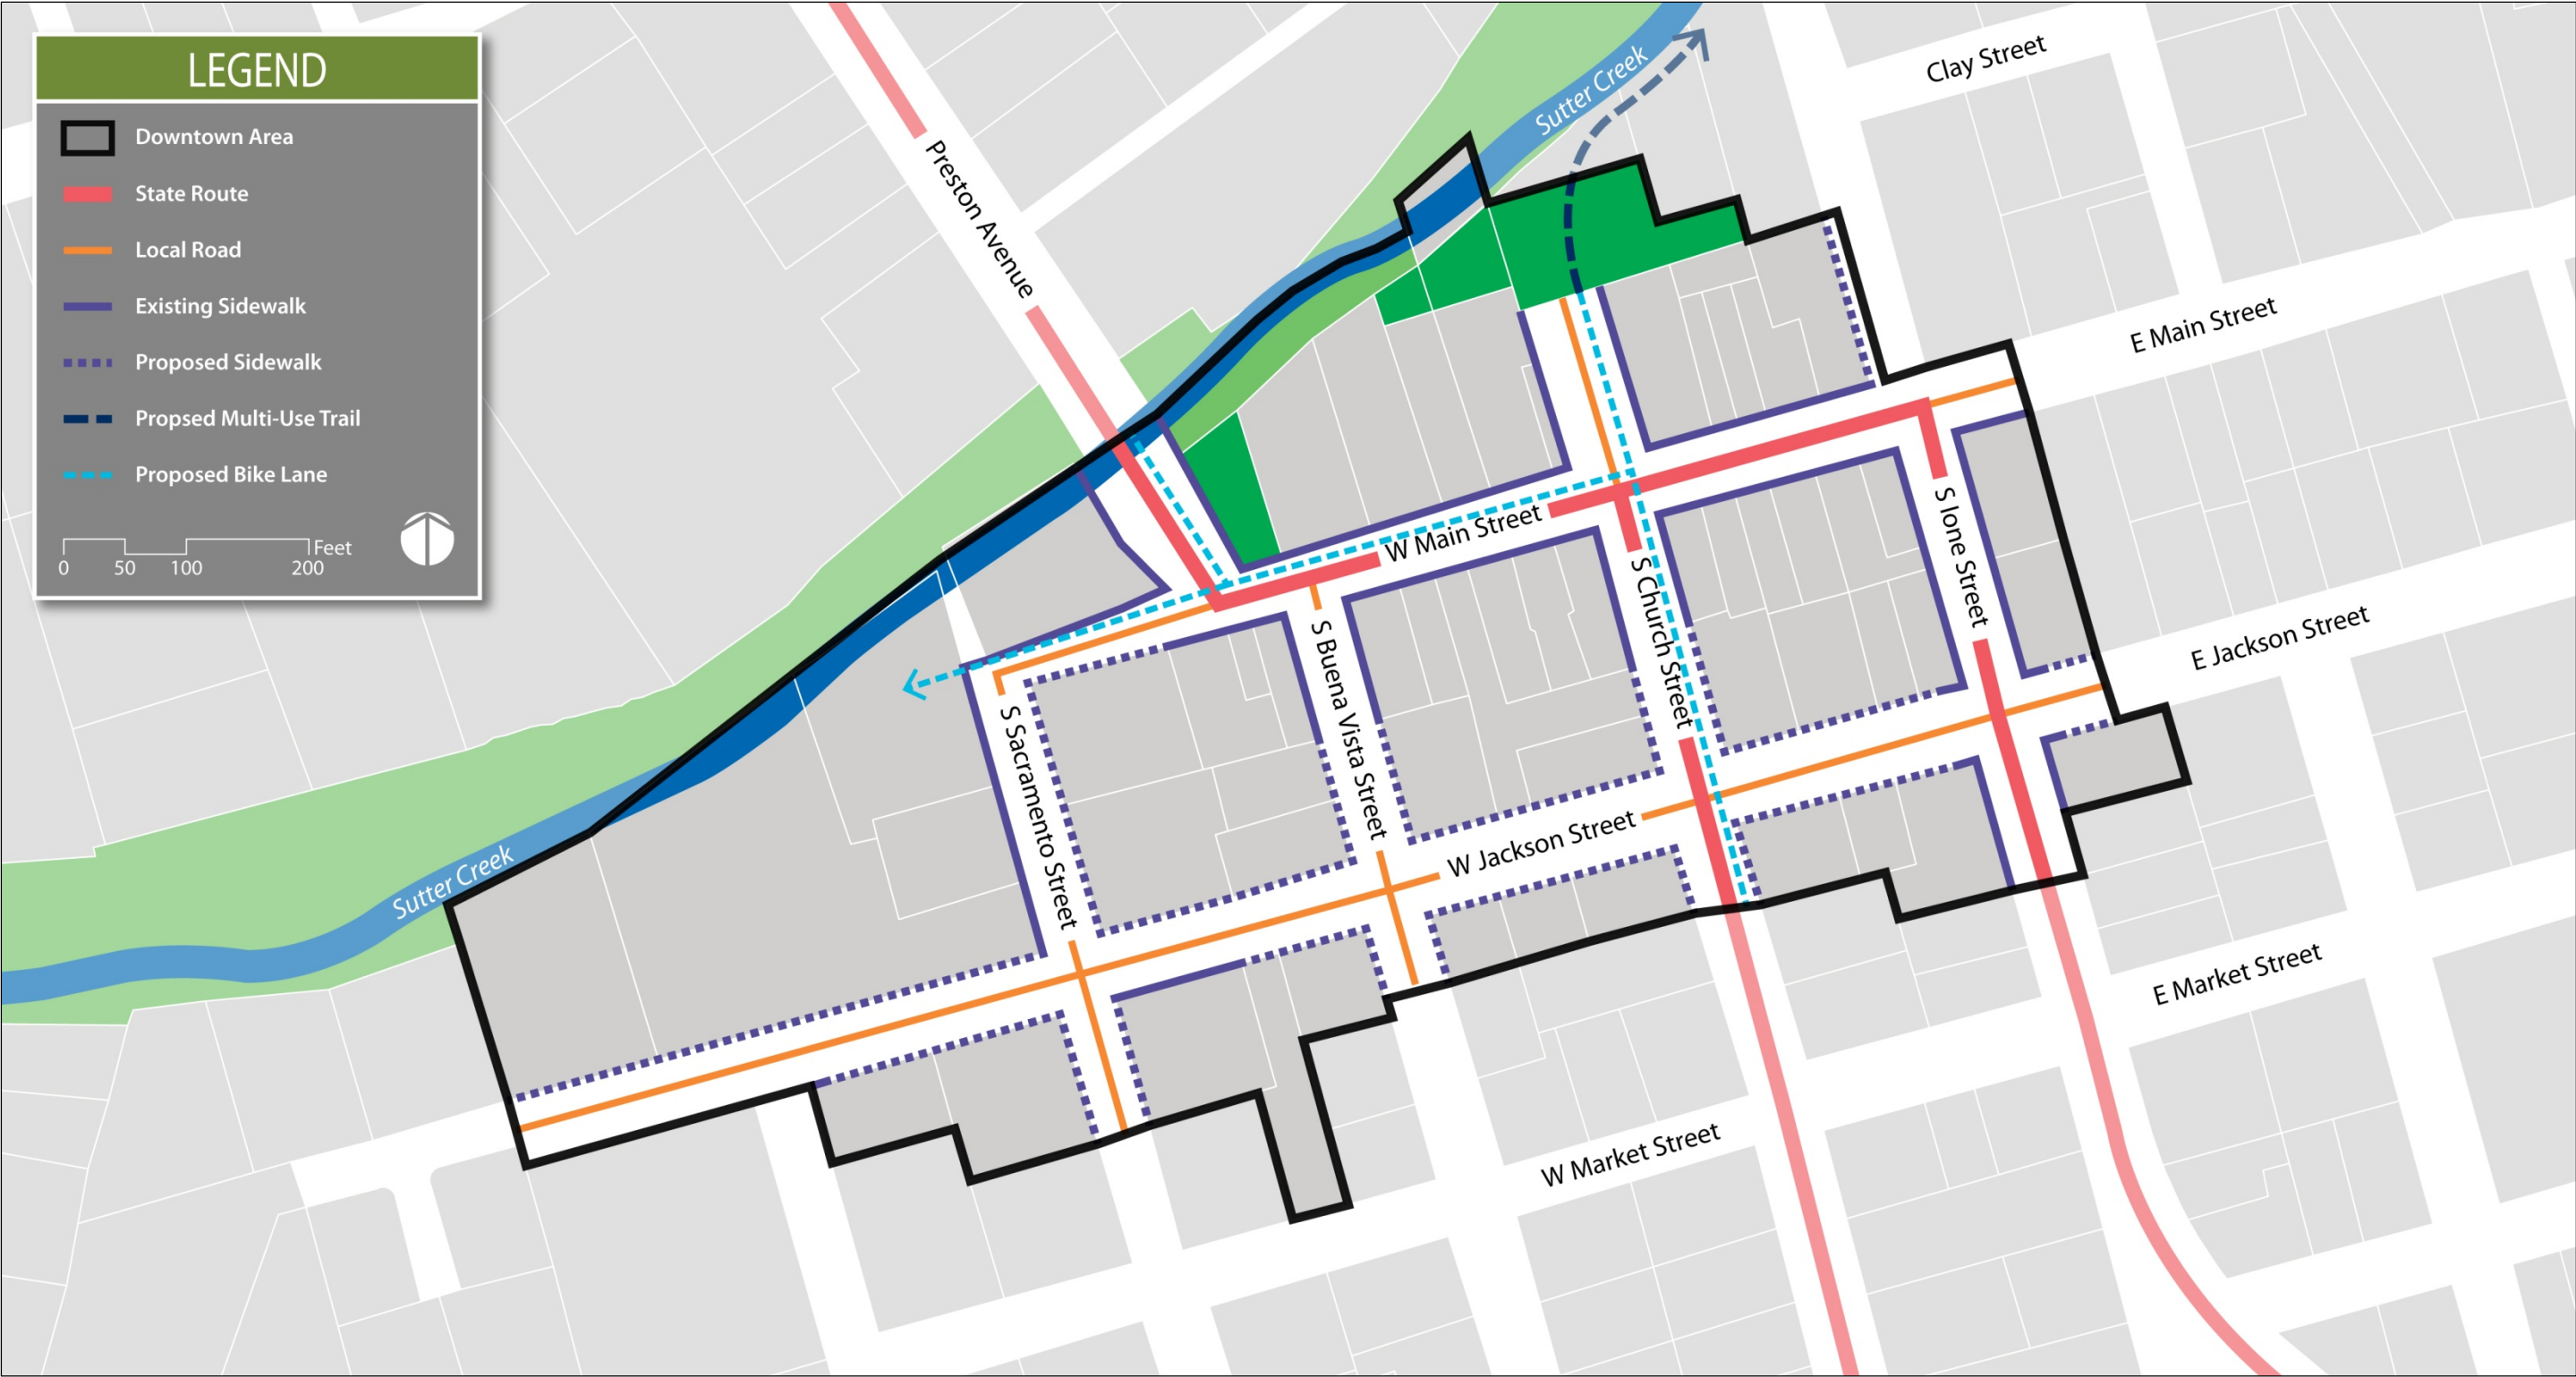 LEGEND
Downtown Area
State Route
Local Road
Existing Sidewalk
Proposed Sidewalk
Propsed Multi-Use Trail
Proposed Bike Lane
Feet
0 50 100 200
Clay Street
Sutter Creek
Preston Avenue
E Main Street
W Main Street
S Ione Street
S Church Street
S Buena Vista Street
E Jackson Street
S Sacramento Street
W Jackson Street
Sutter Creek
E Market Street
W Market Street